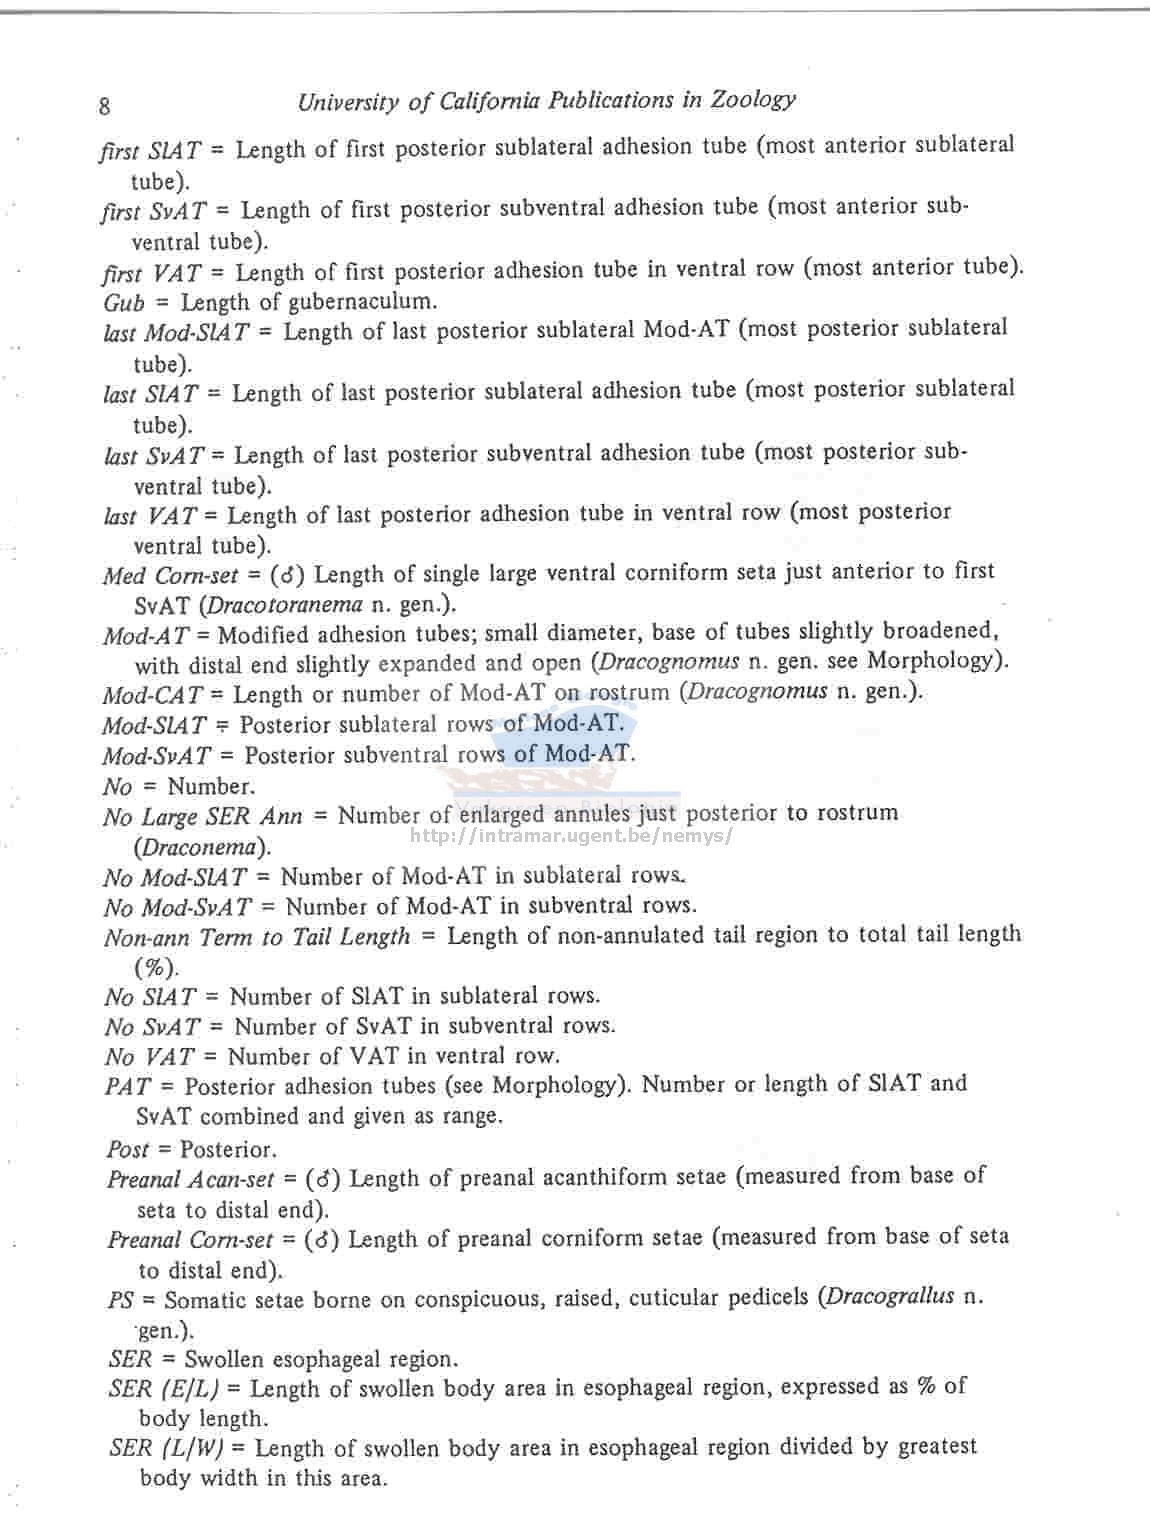 8
University of California Publications in Zoology
first SlAT = Length of first posterior sublateral adhesion tube (most anterior sublateral
tube).
first SvAT = Length of first posterior subventral adhesion tube (most anterior sub-
ventral tube).
first VAT = Length of first posterior adhesion tube in ventral row (most anterior tube).
Gub = Length of gubernaculum.
last Mod-SlAT = Length of last posterior sublateral Mod-AT (most posterior sublateral
tube).
last SlAT = Length of last posterior sublateral adhesion tube (most posterior sublateral
tube).
last SvAT = Length of last posterior subventral adhesion tube (most posterior sub-
ventral tube).
last VAT = Length of last posterior adhesion tube in ventral row (most posterior
ventral tube).
Med Corn-set = (♂) Length of single large ventral corniform seta just anterior to first
SvAT (Dracotoranema n. gen.).
Mod-AT = Modified adhesion tubes; small diameter, base of tubes slightly broadened,
with distal end slightly expanded and open (Dracognomus n. gen. see Morphology).
Mod-CAT = Length or number of Mod-AT on rostrum (Dracognomus n. gen.).
Mod-SlAT = Posterior sublateral rows of Mod-AT.
Mod-SvAT = Posterior subventral rows of Mod-AT.
No = Number.
No Large SER Ann = Number of enlarged annules just posterior to rostrum
http://intramar.ugent.be/nemys/
(Draconema).
No Mod-SlAT = Number of Mod-AT in sublateral rows.
No Mod-SvAT = Number of Mod-AT in subventral rows.
Non-ann Term to Tail Length = Length of non-annulated tail region to total tail length
(%).
No SlAT = Number of SlAT in sublateral rows.
No SvAT = Number of SvAT in subventral rows.
No VAT = Number of VAT in ventral row.
PAT = Posterior adhesion tubes (see Morphology). Number or length of SlAT and
SvAT combined and given as range.
Post = Posterior.
Preanal Acan-set = (♂) Length of preanal acanthiform setae (measured from base of
seta to distal end).
Preanal Corn-set = (♂) Length of preanal corniform setae (measured from base of seta
to distal end).
PS = Somatic setae borne on conspicuous, raised, cuticular pedicels (Dracograllus n.
gen.).
SER = Swollen esophageal region.
SER (E/L) = Length of swollen body area in esophageal region, expressed as % of
body length.
SER (L/W) = Length of swollen body area in esophageal region divided by greatest
body width in this area.